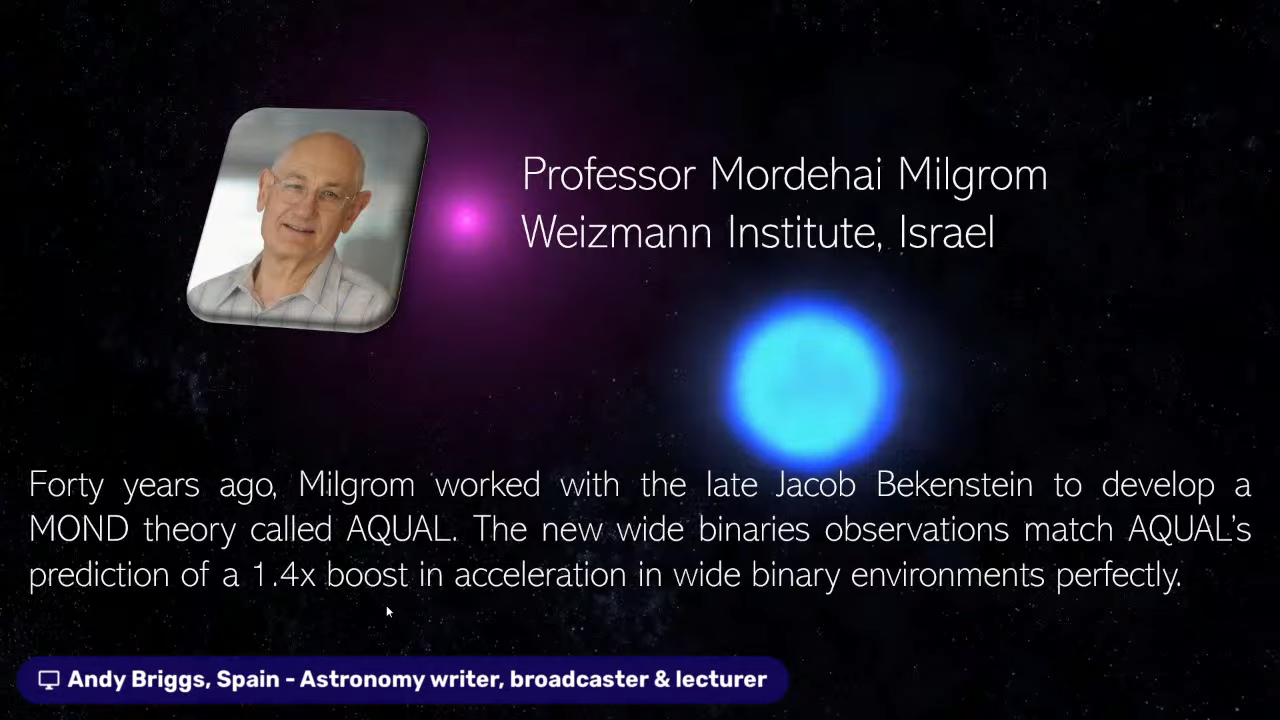 Professor Mordehai Milgrom
Weizmann Institute, Israel
Forty years ago, Milgrom worked with the late Jacob Bekenstein to develop a
MOND theory called AQUAL. The new wide binaries observations match AQUAL's
prediction of a 1.4x boost in acceleration in wide binary environments perfectly.
Andy Briggs, Spain - Astronomy writer, broadcaster & lecturer